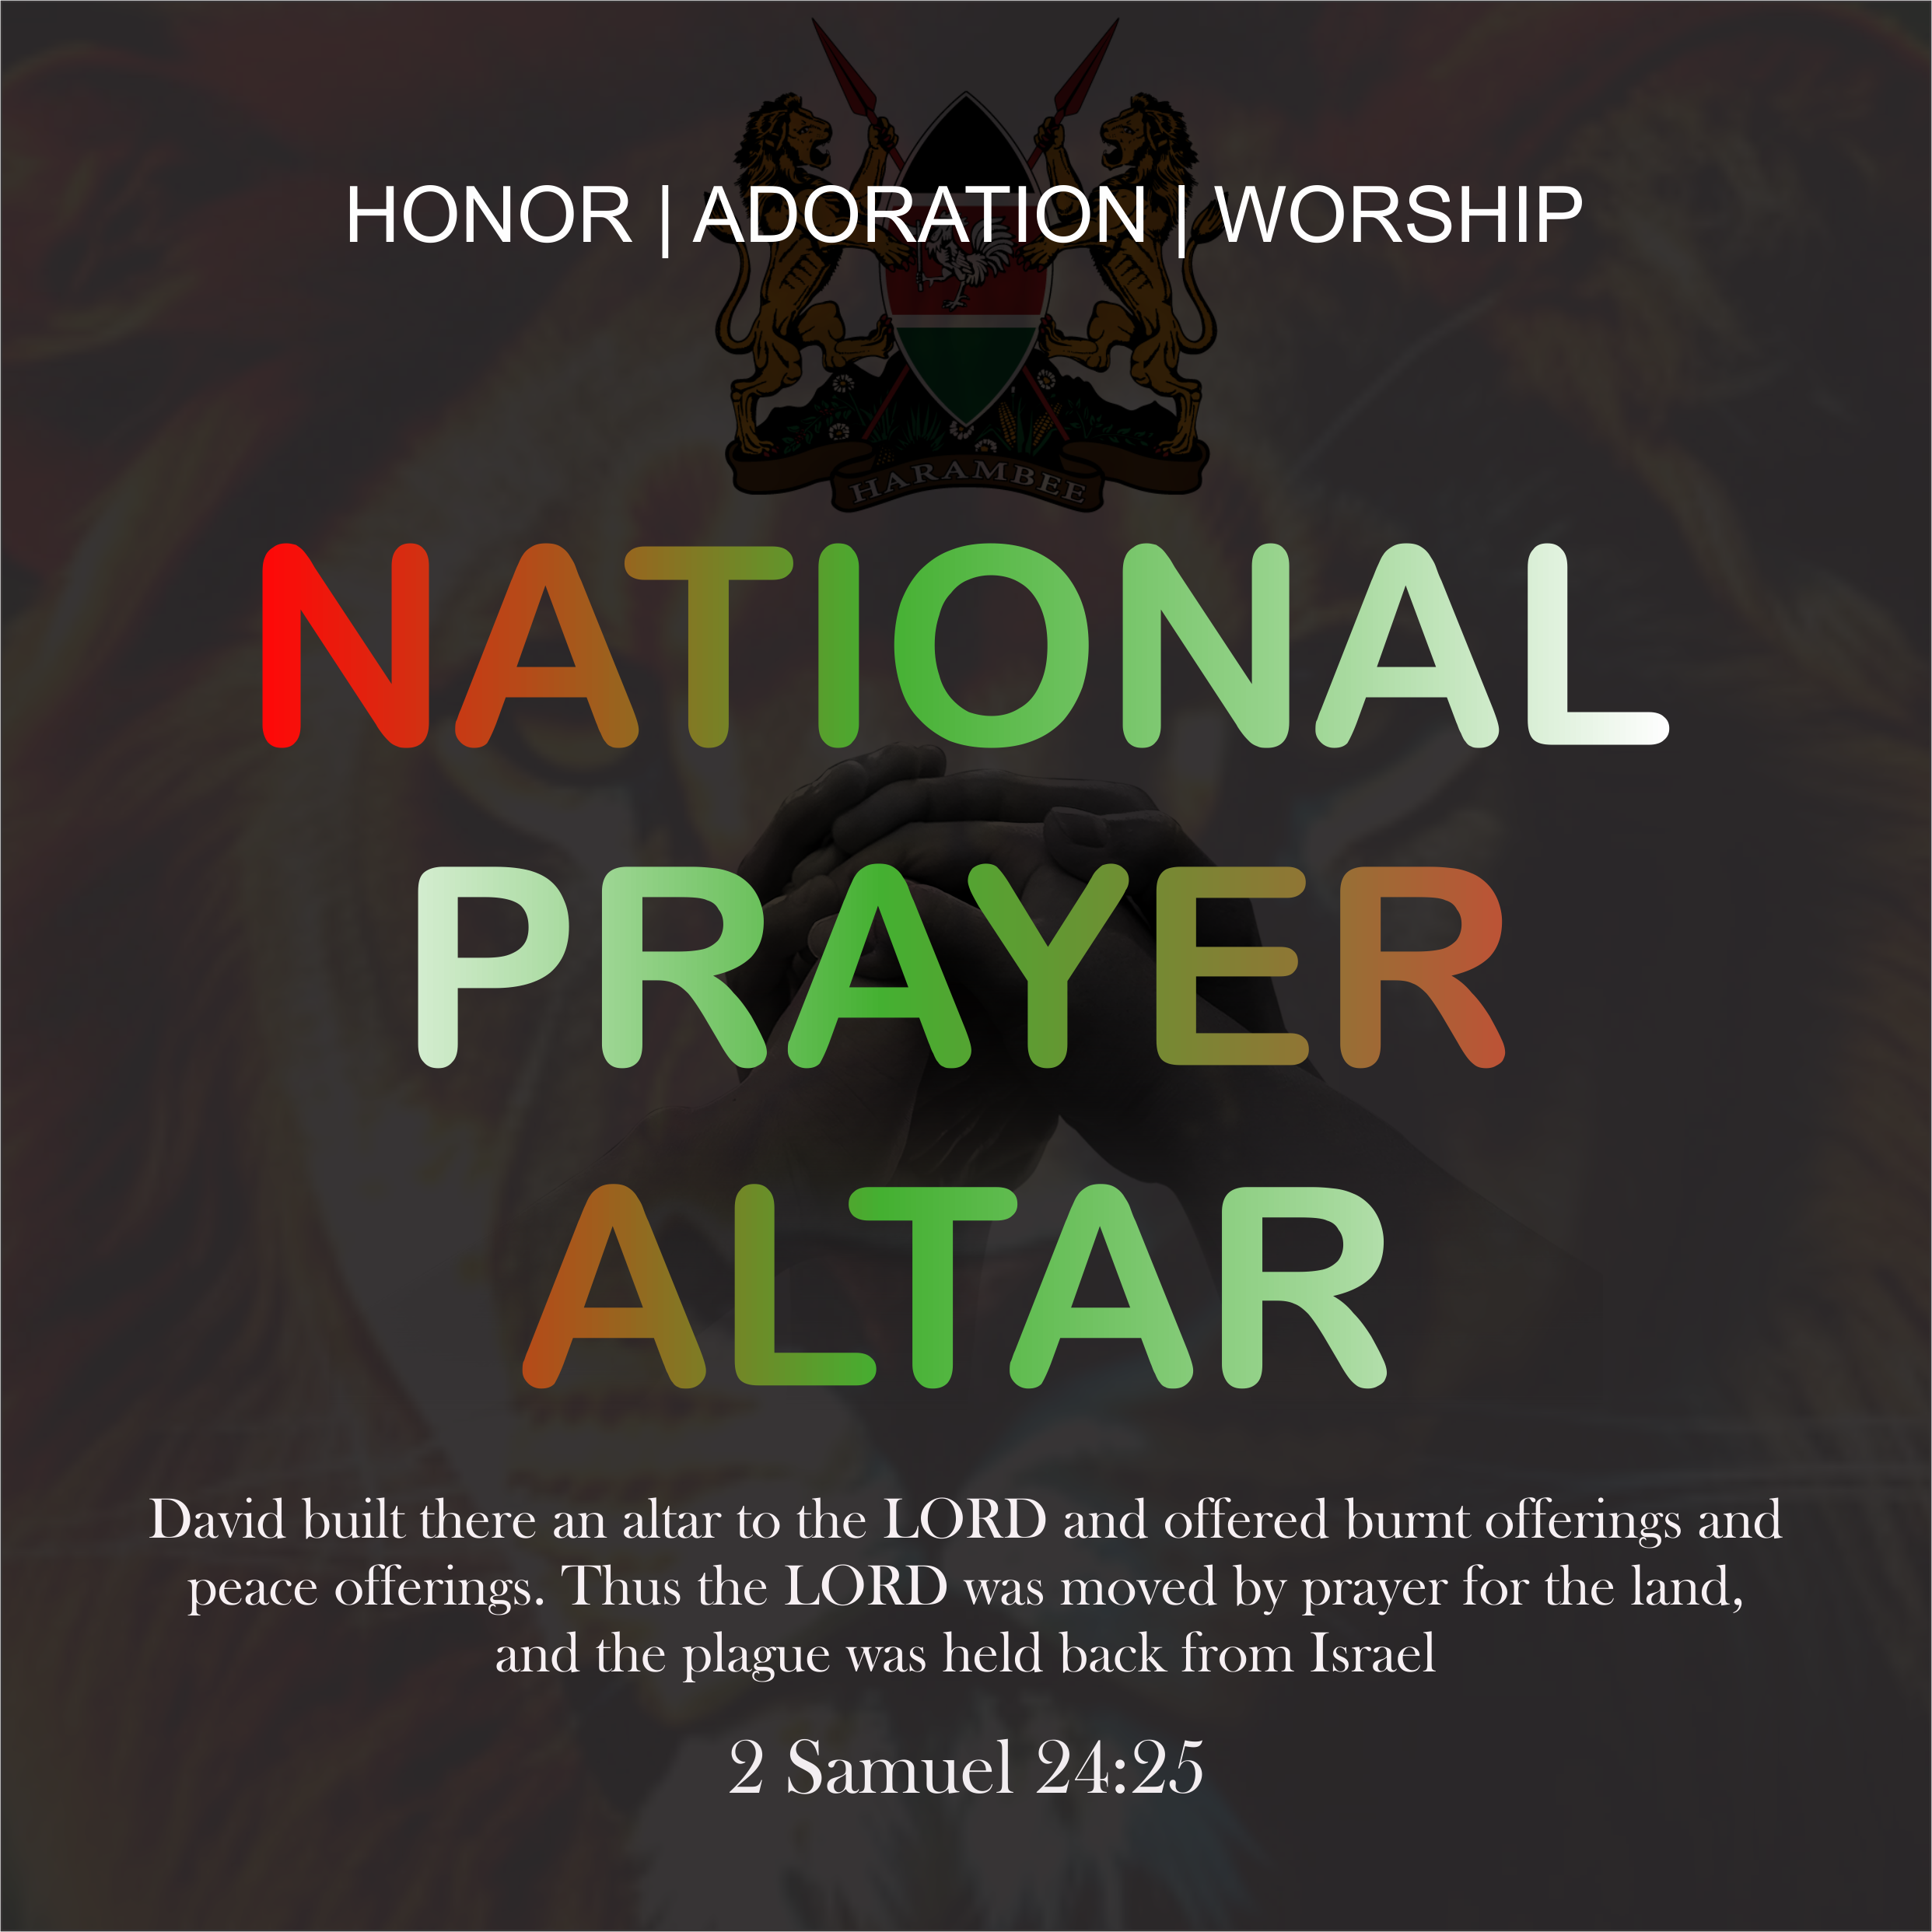 HONOR | ADORATION | WORSHIP
HARAMBEE
NATIONAL
PRAYER
ALTAR
David built there an altar to the LORD and offered burnt offerings and
peace offerings. Thus the LORD was moved by prayer for the land,
and the plague was held back from Israel
2 Samuel 24:25